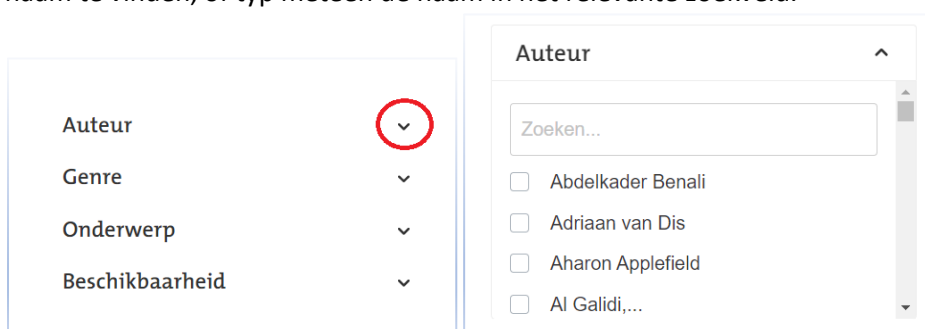 naam te vinden, of typ meteen de naam in het relevante zoekveld.
Auteur
Genre
Onderwerp
Beschikbaarheid
Auteur
Zoeken...
Abdelkader Benali
Adriaan van Dis
Aharon Applefield
Al Galidi,...